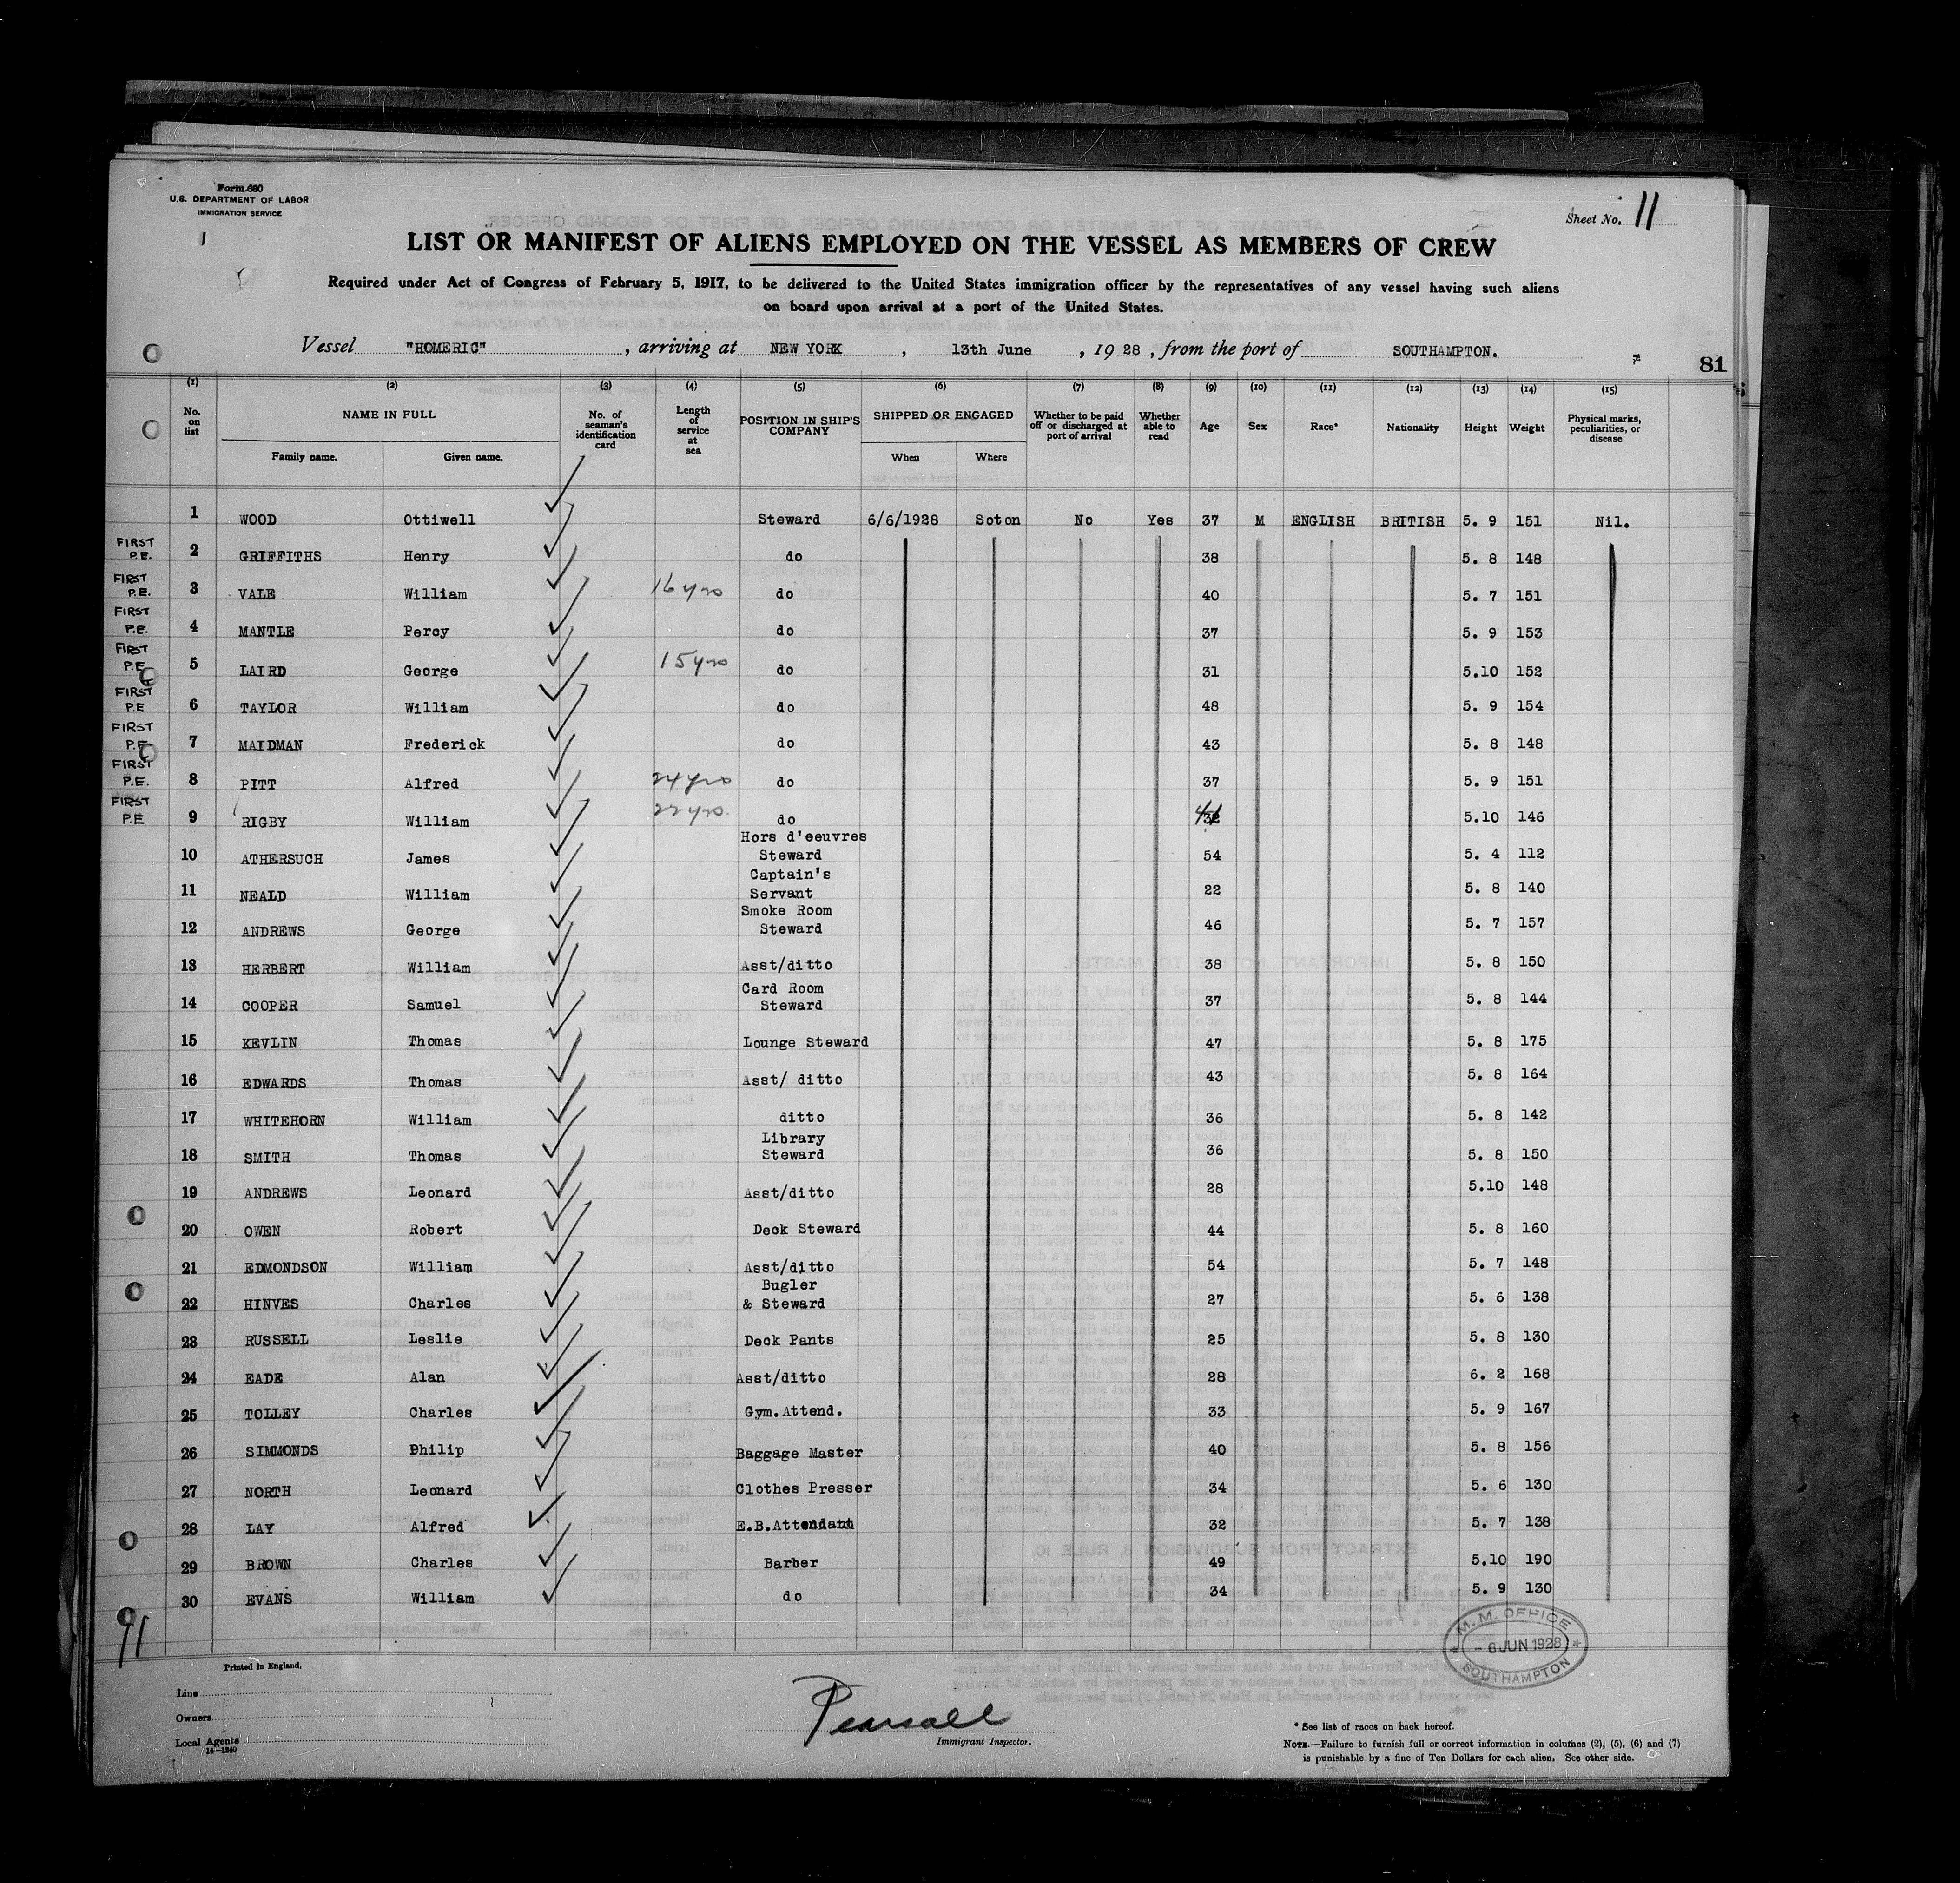 Form 680
U.S. DEPARTMENT OF LABOR
IMMIGRATION SERVICE
Sheet No. 11
LIST OR MANIFEST OF ALIENS EMPLOYED ON THE VESSEL AS MEMBERS OF CREW
Required under Act of Congress of February 5, 1917, to be delivered to the United States immigration officer by the representatives of any vessel having such aliens
on board upon arrival at a port of the United States.
Vessel "HOMERIC", arriving at NEW YORK, 13th June, 1928, from the port of SOUTHAMPTON.
81
(1) (2) (3) (4) (5) (6) (7) (8) (9) (10) (11) (12) (13) (14) (15)
No. on list NAME IN FULL Family name. Given name. No. of seaman's identification card Length of service at sea POSITION IN SHIP'S COMPANY SHIPPED OR ENGAGED When Where Whether to be paid off or discharged at port of arrival Whether able to read Age Sex Race* Nationality Height Weight Physical marks, peculiarities, or disease
1 WOOD Ottiwell Steward 6/6/1928 Soton No Yes 37 M ENGLISH BRITISH 5. 9 151 Nil.
FIRST P.E. 2 GRIFFITHS Henry do 38 5. 8 148
FIRST P.E. 3 VALE William 16 yrs do 40 5. 7 151
FIRST P.E. 4 MANTLE Percy do 37 5. 9 153
FIRST P.E. 5 LAIRD George 15 yrs do 31 5.10 152
FIRST P.E 6 TAYLOR William do 48 5. 9 154
FIRST P.E 7 MAIDMAN Frederick do 43 5. 8 148
FIRST P.E. 8 PITT Alfred 24 yrs do 37 5. 9 151
FIRST P.E 9 RIGBY William 22 yrs. do 41 5.10 146
10 ATHERSUCH James Hors d'eeuvres Steward 54 5. 4 112
11 NEALD William Captain's Servant 22 5. 8 140
12 ANDREWS George Smoke Room Steward 46 5. 7 157
13 HERBERT William Asst/ditto 38 5. 8 150
14 COOPER Samuel Card Room Steward 37 5. 8 144
15 KEVLIN Thomas Lounge Steward 47 5. 8 175
16 EDWARDS Thomas Asst/ ditto 43 5. 8 164
17 WHITEHORN William ditto 36 5. 8 142
18 SMITH Thomas Library Steward 36 5. 8 150
19 ANDREWS Leonard Asst/ditto 28 5.10 148
20 OWEN Robert Deck Steward 44 5. 8 160
21 EDMONDSON William Asst/ditto 54 5. 7 148
22 HINVES Charles Bugler & Steward 27 5. 6 138
23 RUSSELL Leslie Deck Pants 25 5. 8 130
24 EADE Alan Asst/ditto 28 6. 2 168
25 TOLLEY Charles Gym.Attend. 33 5. 9 167
26 SIMMONDS Philip Baggage Master 40 5. 8 156
27 NORTH Leonard Clothes Presser 34 5. 6 130
28 LAY Alfred E.B.Attendant 32 5. 7 138
29 BROWN Charles Barber 49 5.10 190
30 EVANS William do 34 5. 9 130
91
M.M. OFFICE
- 6 JUN 1928
SOUTHAMPTON
Printed in England.
Line
Owners
Local Agents
14—1240
Pearsall
Immigrant Inspector.
* See list of races on back hereof.
NOTE.—Failure to furnish full or correct information in columns (2), (5), (6) and (7)
is punishable by a fine of Ten Dollars for each alien. See other side.